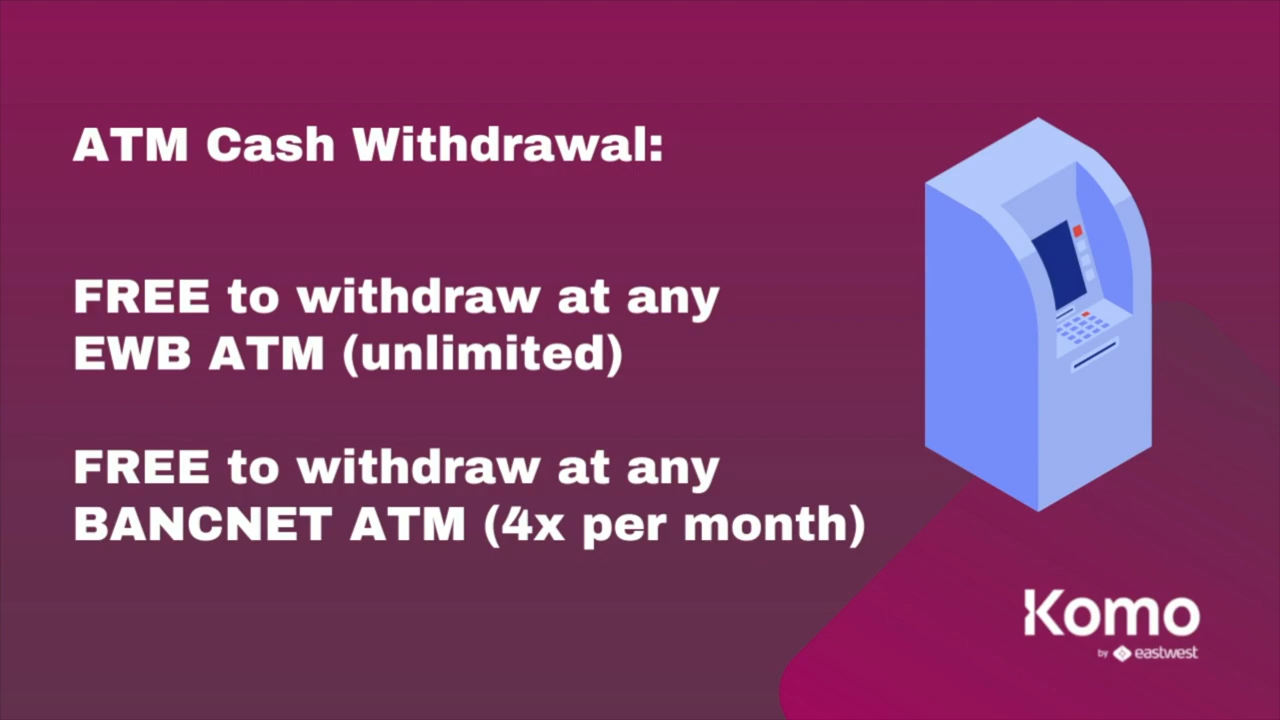 ATM Cash Withdrawal:
FREE to withdraw at any
EWB ATM (unlimited)
FREE to withdraw at any
BANCNET ATM (4x per month)
Komo
by eastwest